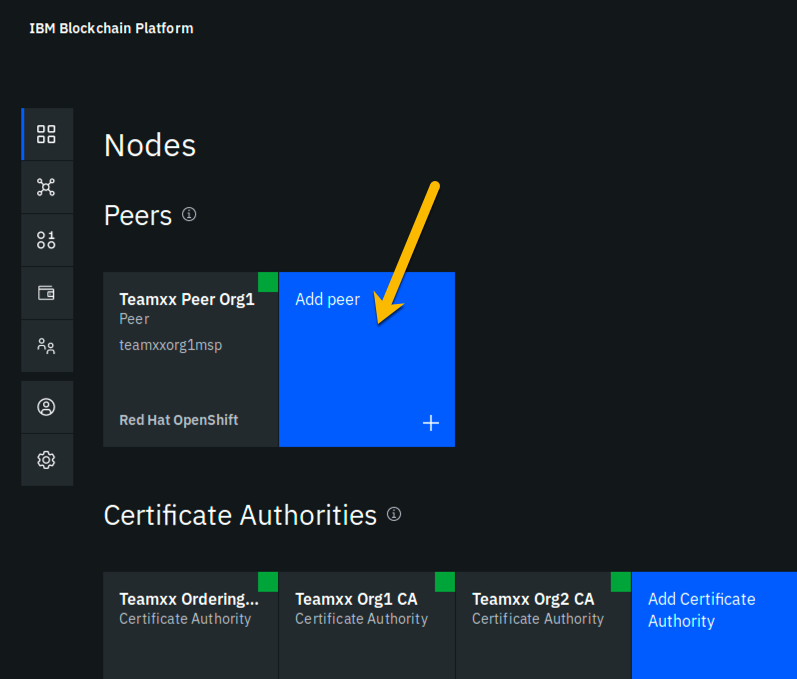 IBM Blockchain Platform
Nodes
Peers
Teamxx Peer Org1
Peer
teamxxorg1msp
Red Hat OpenShift
Add peer
Certificate Authorities
Teamxx Ordering...
Certificate Authority
Teamxx Org1 CA
Certificate Authority
Teamxx Org2 CA
Certificate Authority
Add Certificate
Authority